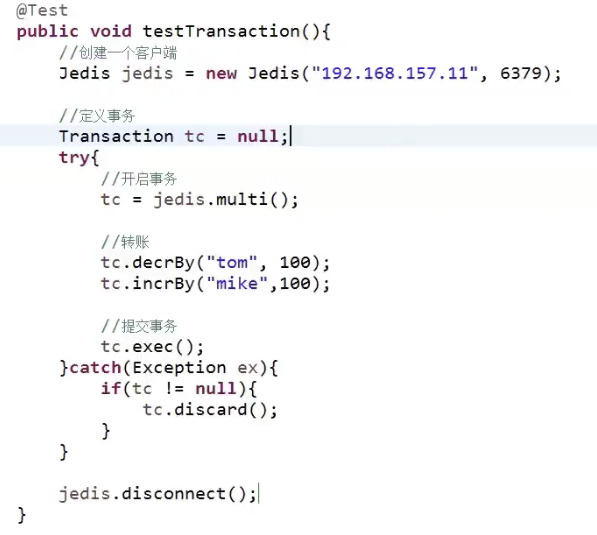 @Test
public void testTransaction(){
//创建一个客户端
Jedis jedis = new Jedis("192.168.157.11", 6379);
//定义事务
Transaction tc = null;
try{
//开启事务
tc = jedis.multi();
//转账
tc.decrBy("tom", 100);
tc.incrBy("mike",100);
//提交事务
tc.exec();
}catch(Exception ex){
if(tc != null){
tc.discard();
}
}
jedis.disconnect();
}